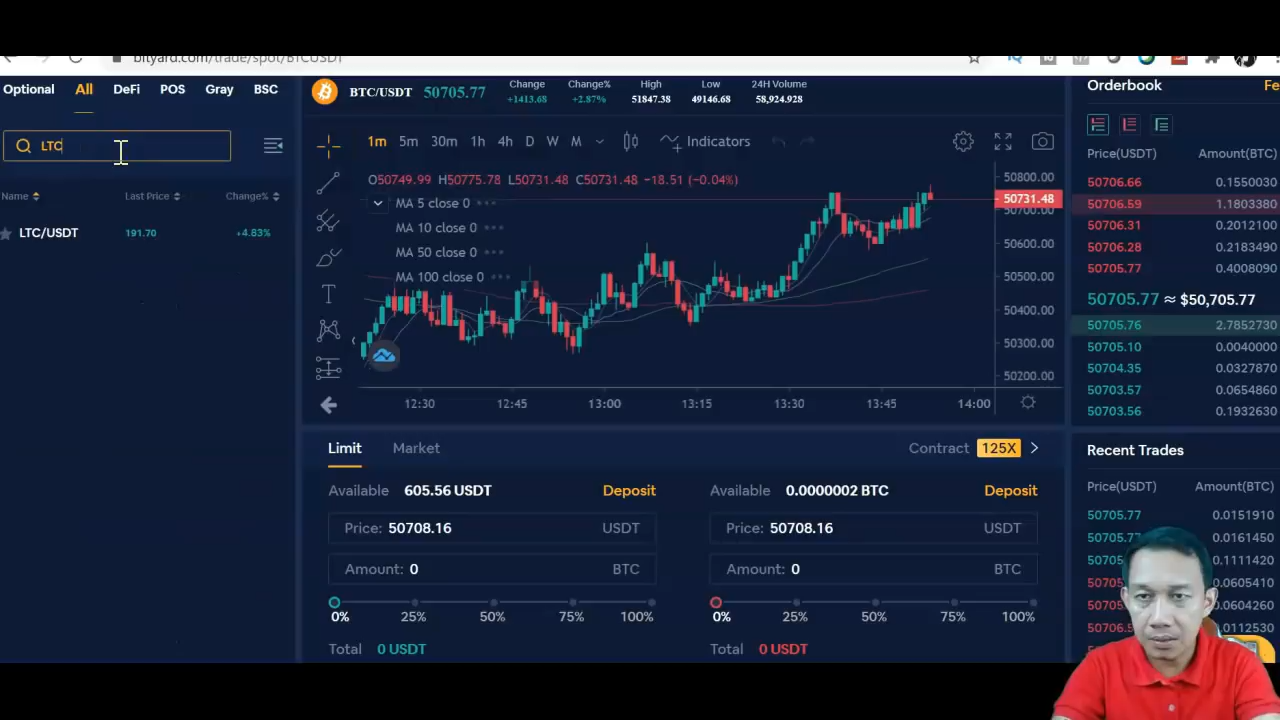 bityard.com/trade/spot/BTCUSDT
Optional All DeFi POS Gray BSC
LTC
Name Last Price Change%
LTC/USDT 191.70 +4.83%
BTC/USDT 50705.77
Change Change% High Low 24H Volume
+1413.68 +2.87% 51847.38 49146.68 58,924.928
1m 5m 30m 1h 4h D W M Indicators
O50749.99 H50775.78 L50731.48 C50731.48 −18.51 (−0.04%)
MA 5 close 0
MA 10 close 0
MA 50 close 0
MA 100 close 0
50800.00
50731.48
50700.00
50600.00
50500.00
50400.00
50300.00
50200.00
12:30 12:45 13:00 13:15 13:30 13:45 14:00
Limit Market Contract 125X
Available 605.56 USDT Deposit
Price: 50708.16 USDT
Amount: 0 BTC
0% 25% 50% 75% 100%
Total 0 USDT
Available 0.0000002 BTC Deposit
Price: 50708.16 USDT
Amount: 0 BTC
0% 25% 50% 75% 100%
Total 0 USDT
Orderbook Fe
Price(USDT) Amount(BTC)
50706.66 0.1550030
50706.59 1.1803380
50706.31 0.2012100
50706.28 0.2183490
50705.77 0.4008090
50705.77 ≈ $50,705.77
50705.76 2.7852730
50705.10 0.0040000
50704.35 0.0327870
50703.57 0.0654860
50703.56 0.1932630
Recent Trades
Price(USDT) Amount(BTC)
50705.77 0.0151910
50705.77 0.0161450
50705.7 0.1111420
50706 0.0605410
50705. 0.0604260
50706.5 0.0112530